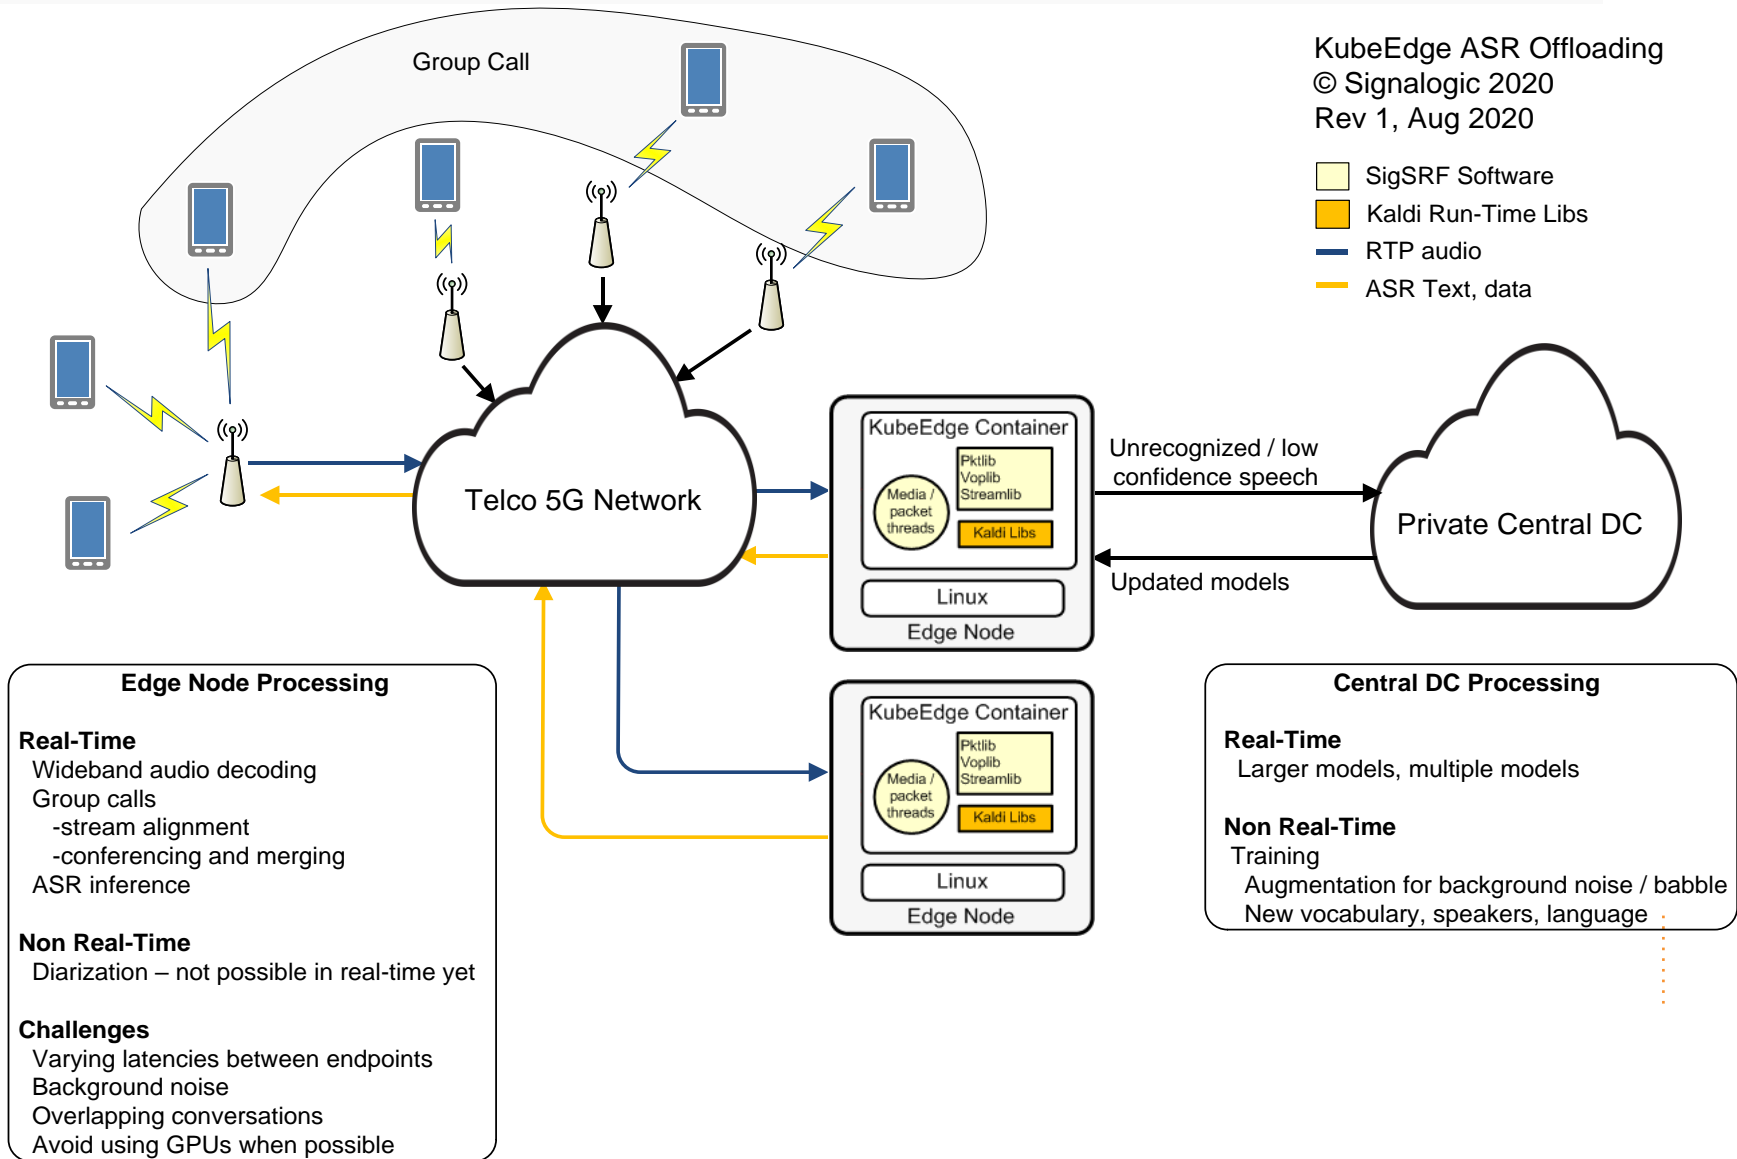 Group Call
KubeEdge ASR Offloading
© Signalogic 2020
Rev 1, Aug 2020
SigSRF Software
Kaldi Run-Time Libs
RTP audio
ASR Text, data
Telco 5G Network
KubeEdge Container
Pktlib
Voplib
Streamlib
Media /
packet
threads
Kaldi Libs
Linux
Edge Node
Unrecognized / low
confidence speech
Updated models
Private Central DC
KubeEdge Container
Pktlib
Voplib
Streamlib
Media /
packet
threads
Kaldi Libs
Linux
Edge Node
Edge Node Processing
Real-Time
Wideband audio decoding
Group calls
-stream alignment
-conferencing and merging
ASR inference
Non Real-Time
Diarization – not possible in real-time yet
Challenges
Varying latencies between endpoints
Background noise
Overlapping conversations
Avoid using GPUs when possible
Central DC Processing
Real-Time
Larger models, multiple models
Non Real-Time
Training
Augmentation for background noise / babble
New vocabulary, speakers, language